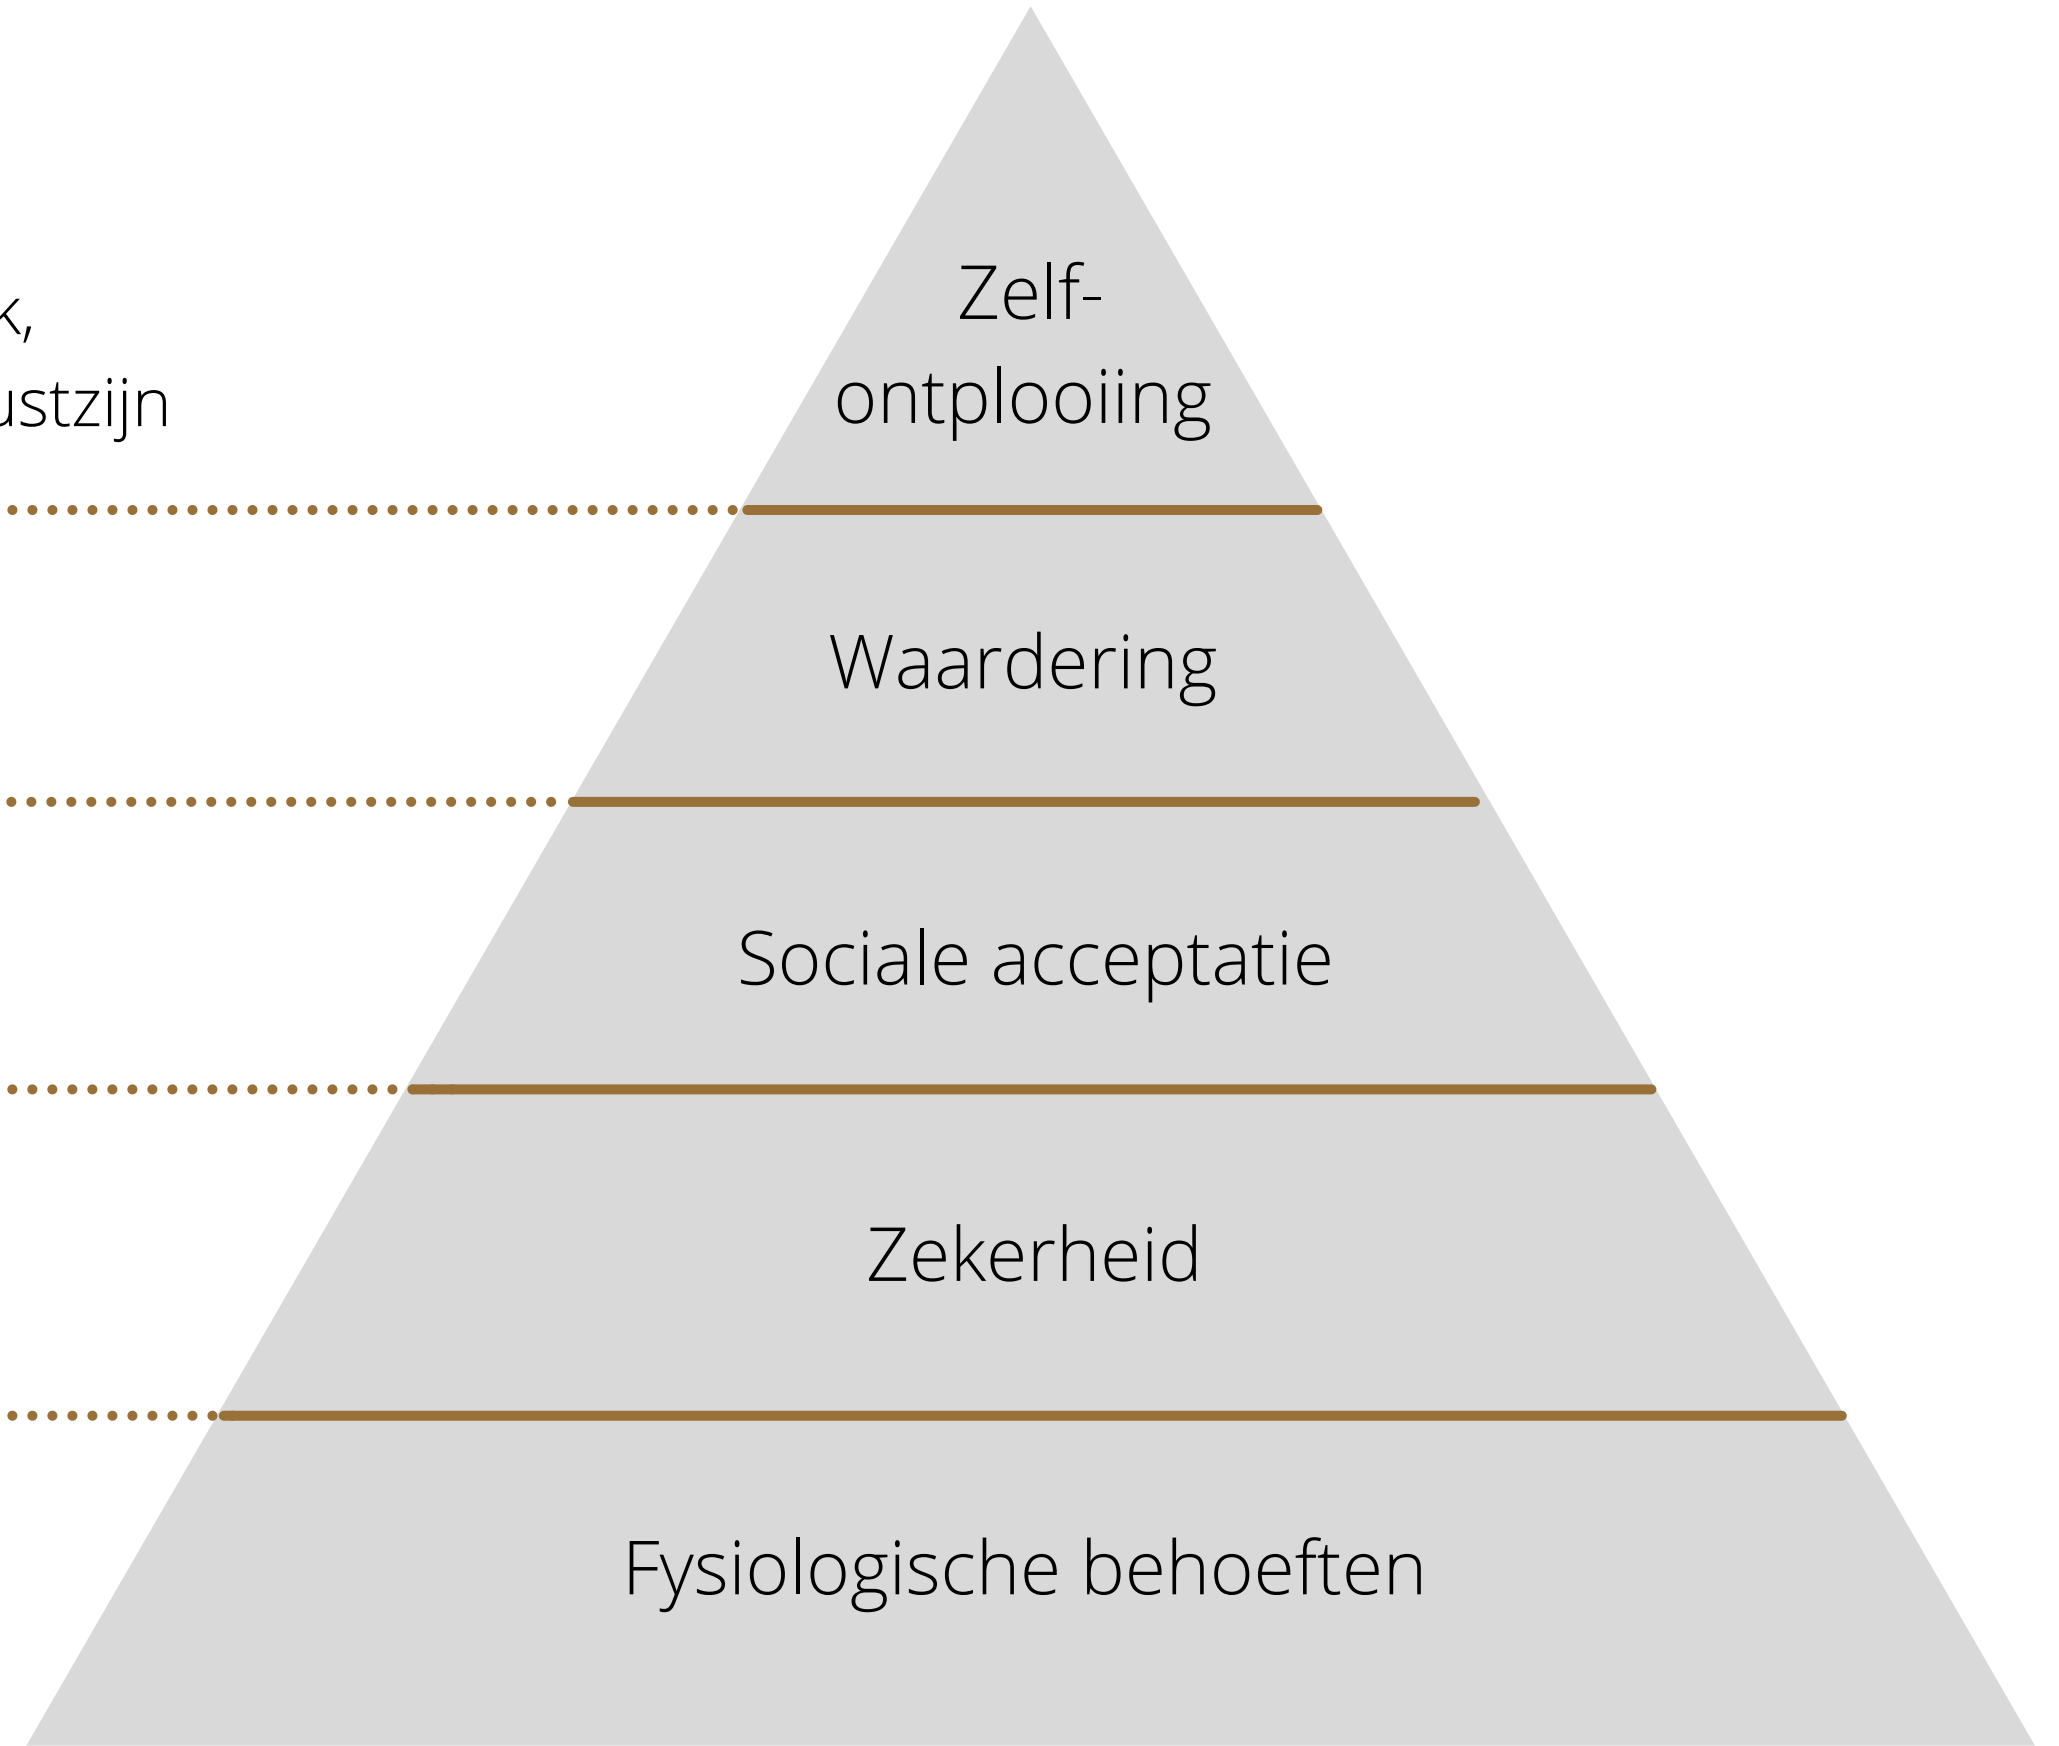 Zelf-
ontplooiing
Waardering
Sociale acceptatie
Zekerheid
Fysiologische behoeften